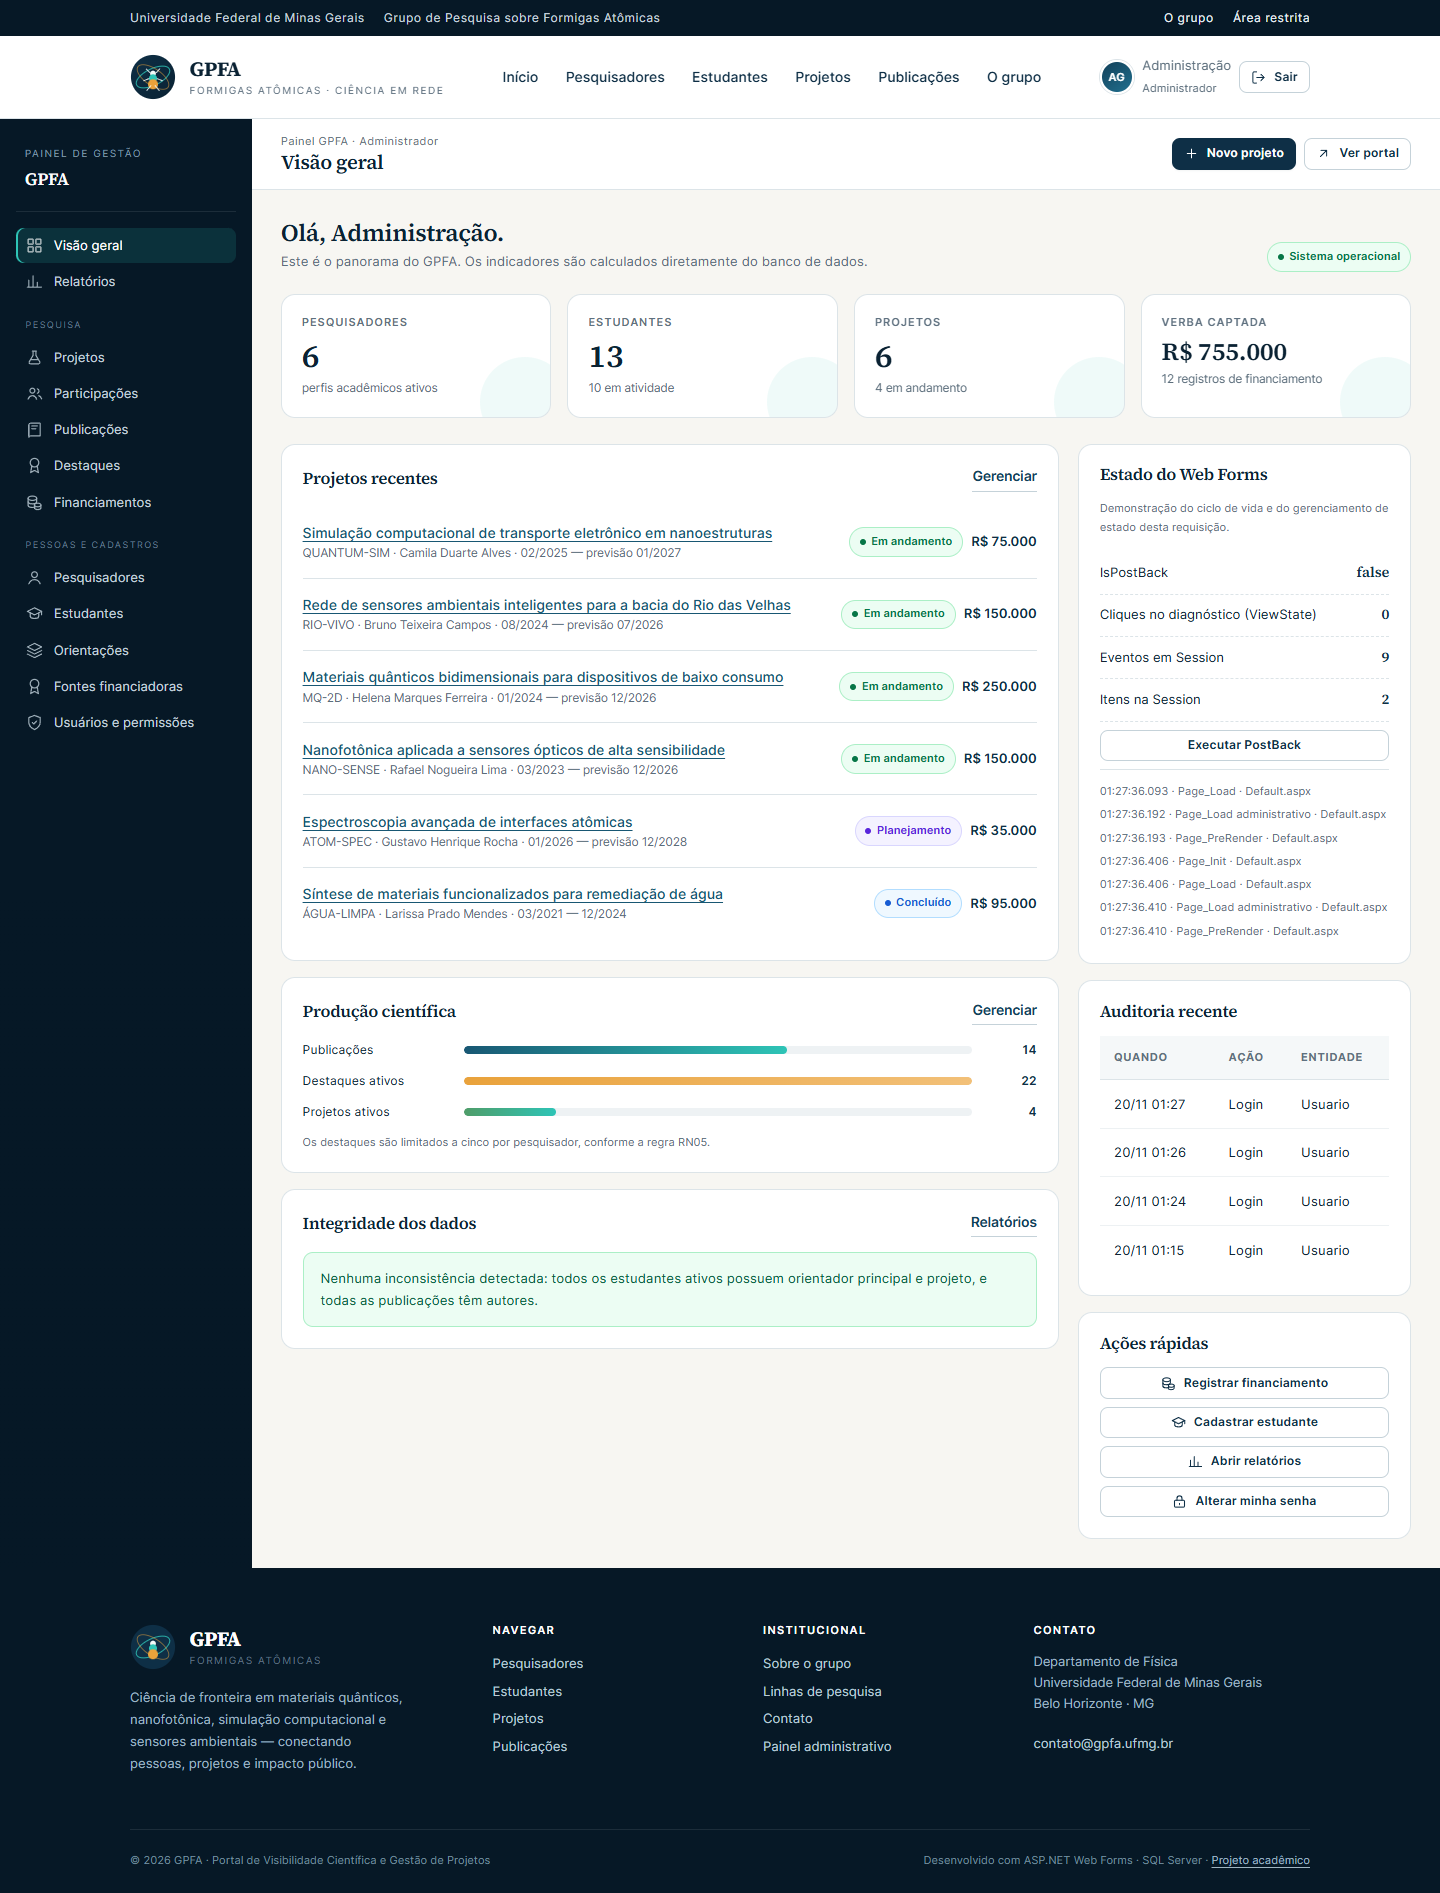 Universidade Federal de Minas Gerais Grupo de Pesquisa sobre Formigas Atômicas O grupo Área restrita
GPFA
FORMIGAS ATÔMICAS · CIÊNCIA EM REDE
Início Pesquisadores Estudantes Projetos Publicações O grupo
AG
Administração
Administrador
Sair
PAINEL DE GESTÃO
GPFA
Visão geral
Relatórios
PESQUISA
Projetos
Participações
Publicações
Destaques
Financiamentos
PESSOAS E CADASTROS
Pesquisadores
Estudantes
Orientações
Fontes financiadoras
Usuários e permissões
Painel GPFA · Administrador
Visão geral
Novo projeto
Ver portal
Olá, Administração.
Este é o panorama do GPFA. Os indicadores são calculados diretamente do banco de dados.
Sistema operacional
PESQUISADORES
6
perfis acadêmicos ativos
ESTUDANTES
13
10 em atividade
PROJETOS
6
4 em andamento
VERBA CAPTADA
R$ 755.000
12 registros de financiamento
Projetos recentes
Gerenciar
Simulação computacional de transporte eletrônico em nanoestruturas
QUANTUM-SIM · Camila Duarte Alves · 02/2025 — previsão 01/2027
Em andamento R$ 75.000
Rede de sensores ambientais inteligentes para a bacia do Rio das Velhas
RIO-VIVO · Bruno Teixeira Campos · 08/2024 — previsão 07/2026
Em andamento R$ 150.000
Materiais quânticos bidimensionais para dispositivos de baixo consumo
MQ-2D · Helena Marques Ferreira · 01/2024 — previsão 12/2026
Em andamento R$ 250.000
Nanofotônica aplicada a sensores ópticos de alta sensibilidade
NANO-SENSE · Rafael Nogueira Lima · 03/2023 — previsão 12/2026
Em andamento R$ 150.000
Espectroscopia avançada de interfaces atômicas
ATOM-SPEC · Gustavo Henrique Rocha · 01/2026 — previsão 12/2028
Planejamento R$ 35.000
Síntese de materiais funcionalizados para remediação de água
ÁGUA-LIMPA · Larissa Prado Mendes · 03/2021 — 12/2024
Concluído R$ 95.000
Produção científica
Gerenciar
Publicações 14
Destaques ativos 22
Projetos ativos 4
Os destaques são limitados a cinco por pesquisador, conforme a regra RN05.
Integridade dos dados
Relatórios
Nenhuma inconsistência detectada: todos os estudantes ativos possuem orientador principal e projeto, e
todas as publicações têm autores.
Estado do Web Forms
Demonstração do ciclo de vida e do gerenciamento de
estado desta requisição.
IsPostBack false
Cliques no diagnóstico (ViewState) 0
Eventos em Session 9
Itens na Session 2
Executar PostBack
01:27:36.093 · Page_Load · Default.aspx
01:27:36.192 · Page_Load administrativo · Default.aspx
01:27:36.193 · Page_PreRender · Default.aspx
01:27:36.406 · Page_Init · Default.aspx
01:27:36.406 · Page_Load · Default.aspx
01:27:36.410 · Page_Load administrativo · Default.aspx
01:27:36.410 · Page_PreRender · Default.aspx
Auditoria recente
QUANDO AÇÃO ENTIDADE
20/11 01:27 Login Usuario
20/11 01:26 Login Usuario
20/11 01:24 Login Usuario
20/11 01:15 Login Usuario
Ações rápidas
Registrar financiamento
Cadastrar estudante
Abrir relatórios
Alterar minha senha
GPFA
FORMIGAS ATÔMICAS
Ciência de fronteira em materiais quânticos,
nanofotônica, simulação computacional e
sensores ambientais — conectando
pessoas, projetos e impacto público.
NAVEGAR
Pesquisadores
Estudantes
Projetos
Publicações
INSTITUCIONAL
Sobre o grupo
Linhas de pesquisa
Contato
Painel administrativo
CONTATO
Departamento de Física
Universidade Federal de Minas Gerais
Belo Horizonte · MG
contato@gpfa.ufmg.br
© 2026 GPFA · Portal de Visibilidade Científica e Gestão de Projetos
Desenvolvido com ASP.NET Web Forms · SQL Server · Projeto acadêmico